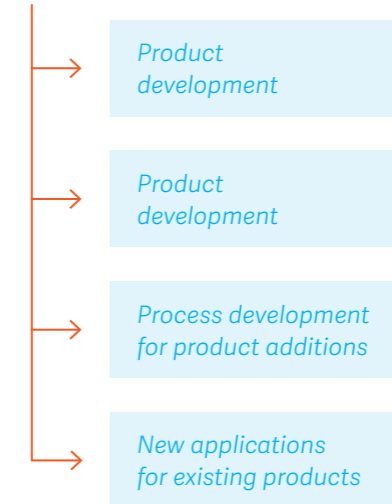 Product
development
Product
development
Process development
for product additions
New applications
for existing products